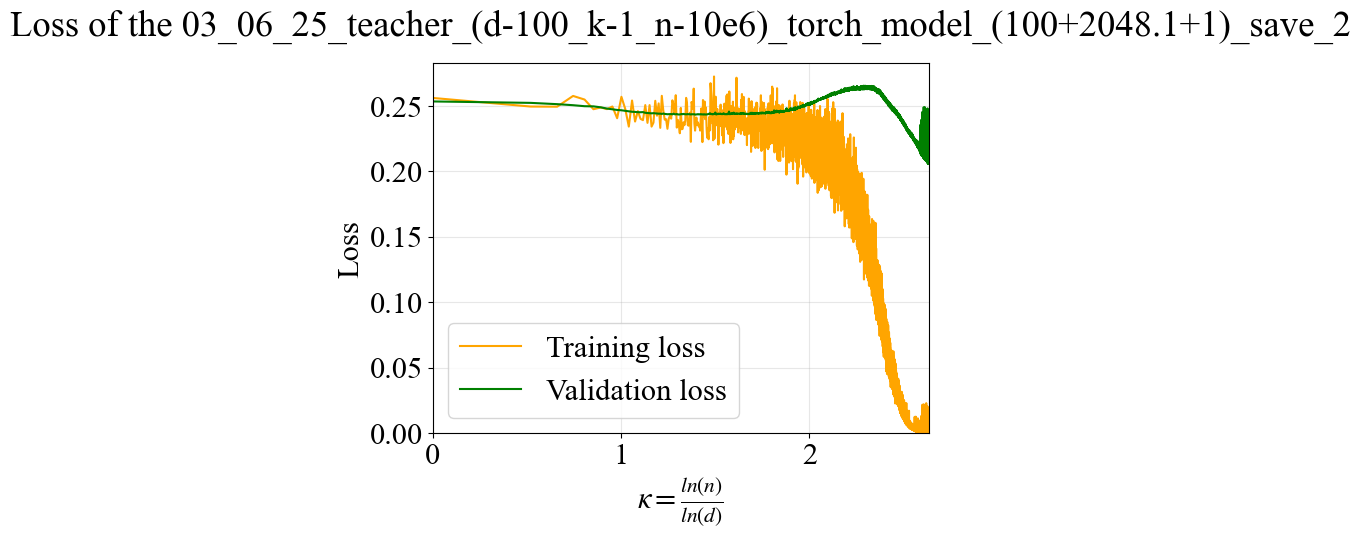 Loss of the 03_06_25_teacher_(d-100_k-1_n-10e6)_torch_model_(100+2048.1+1)_save_2
0.25
0.20
0.15
0.10
0.05
0.00
Loss
Training loss
Validation loss
0 1 2
κ = ln(n) / ln(d)